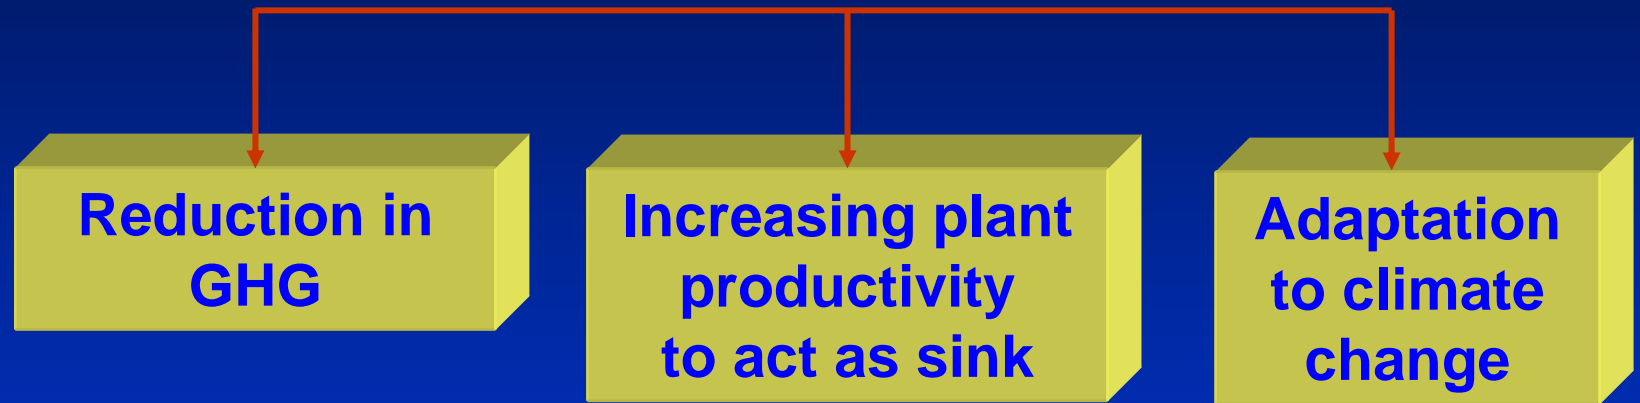 Reduction in
GHG
Increasing plant
productivity
to act as sink
Adaptation
to climate
change